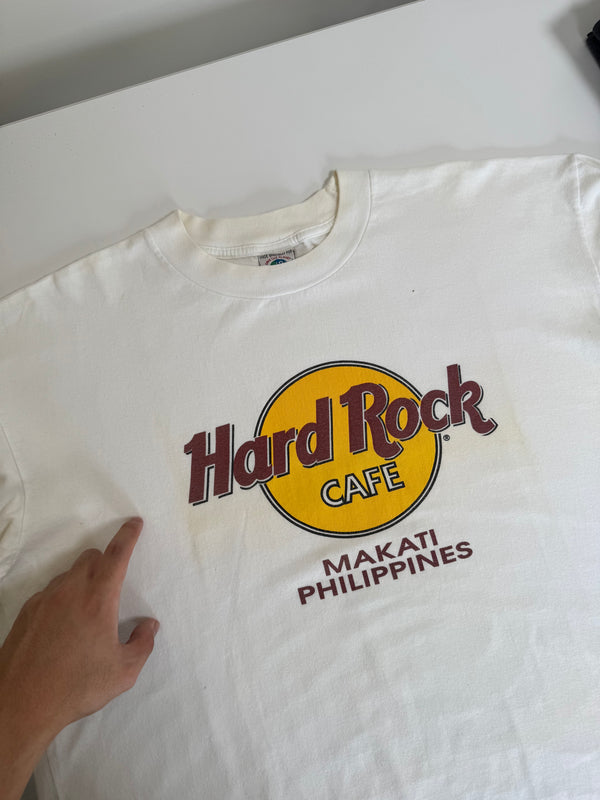 Hard Rock
CAFE
®
MAKATI
PHILIPPINES